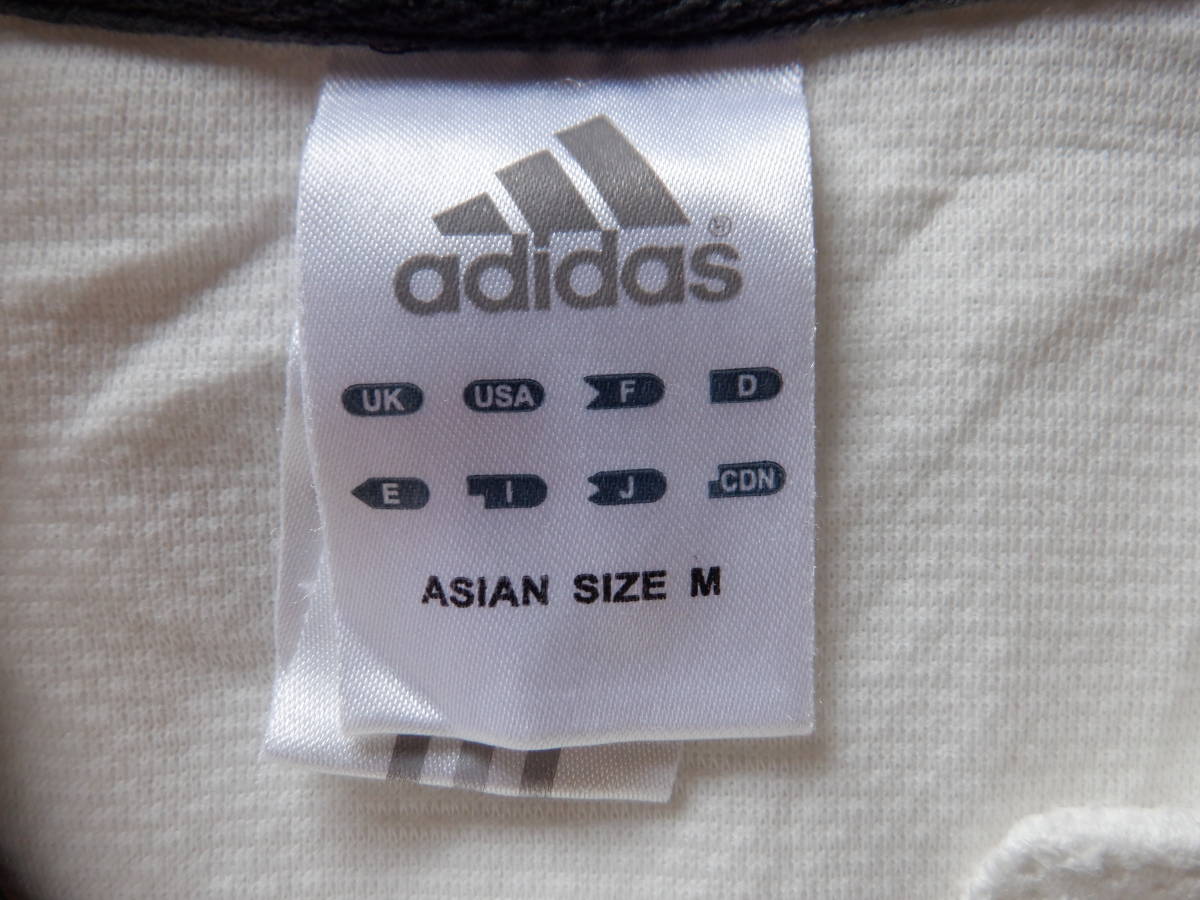 adidas®
UK USA F D
E I J CDN
ASIAN SIZE M